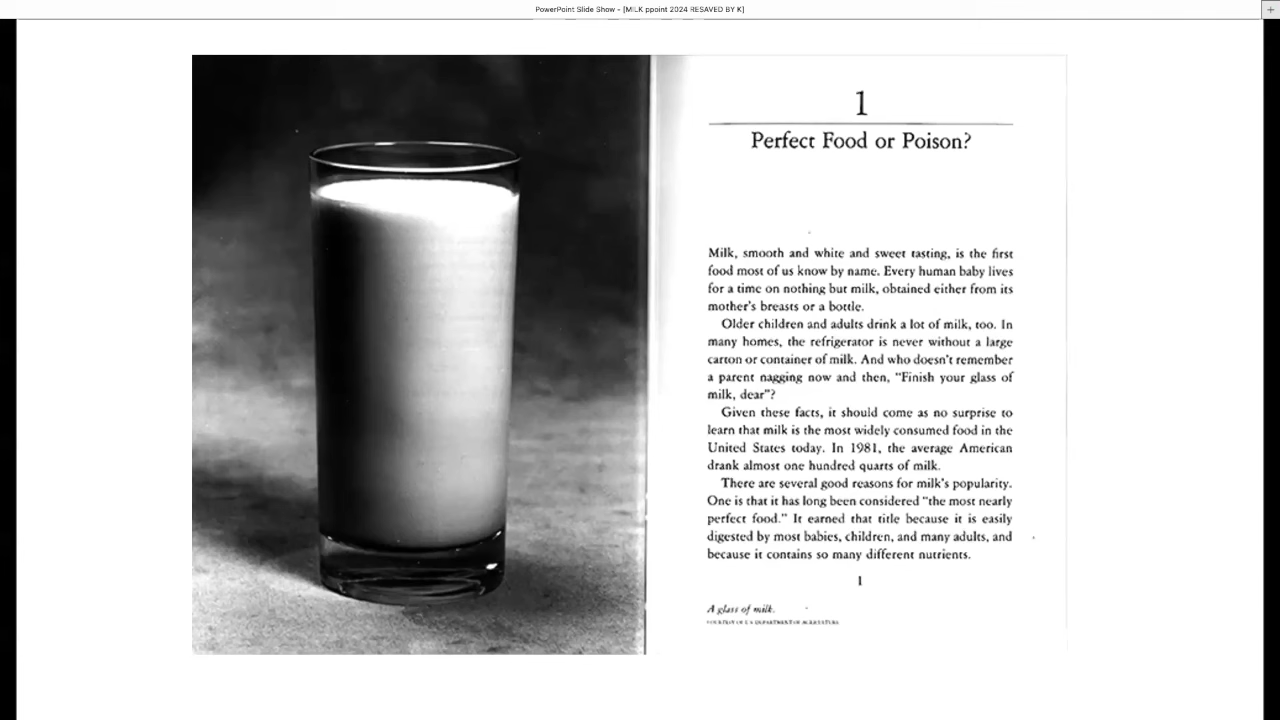 PowerPoint Slide Show - [MILK ppoint 2024 RESAVED BY K]
1
Perfect Food or Poison?
Milk, smooth and white and sweet tasting, is the first
food most of us know by name. Every human baby lives
for a time on nothing but milk, obtained either from its
mother's breasts or a bottle.
Older children and adults drink a lot of milk, too. In
many homes, the refrigerator is never without a large
carton or container of milk. And who doesn't remember
a parent nagging now and then, "Finish your glass of
milk, dear"?
Given these facts, it should come as no surprise to
learn that milk is the most widely consumed food in the
United States today. In 1981, the average American
drank almost one hundred quarts of milk.
There are several good reasons for milk's popularity.
One is that it has long been considered "the most nearly
perfect food." It earned that title because it is easily
digested by most babies, children, and many adults, and
because it contains so many different nutrients.
1
A glass of milk.
COURTESY OF U.S. DEPARTMENT OF AGRICULTURE